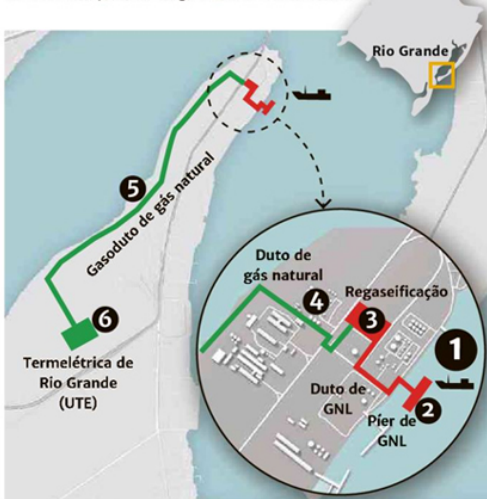 Rio Grande
5
Gasoduto de gás natural
6
Termelétrica de
Rio Grande
(UTE)
Duto de
gás natural
4
Regaseificação
3
1
Duto de
GNL
2
Píer de
GNL